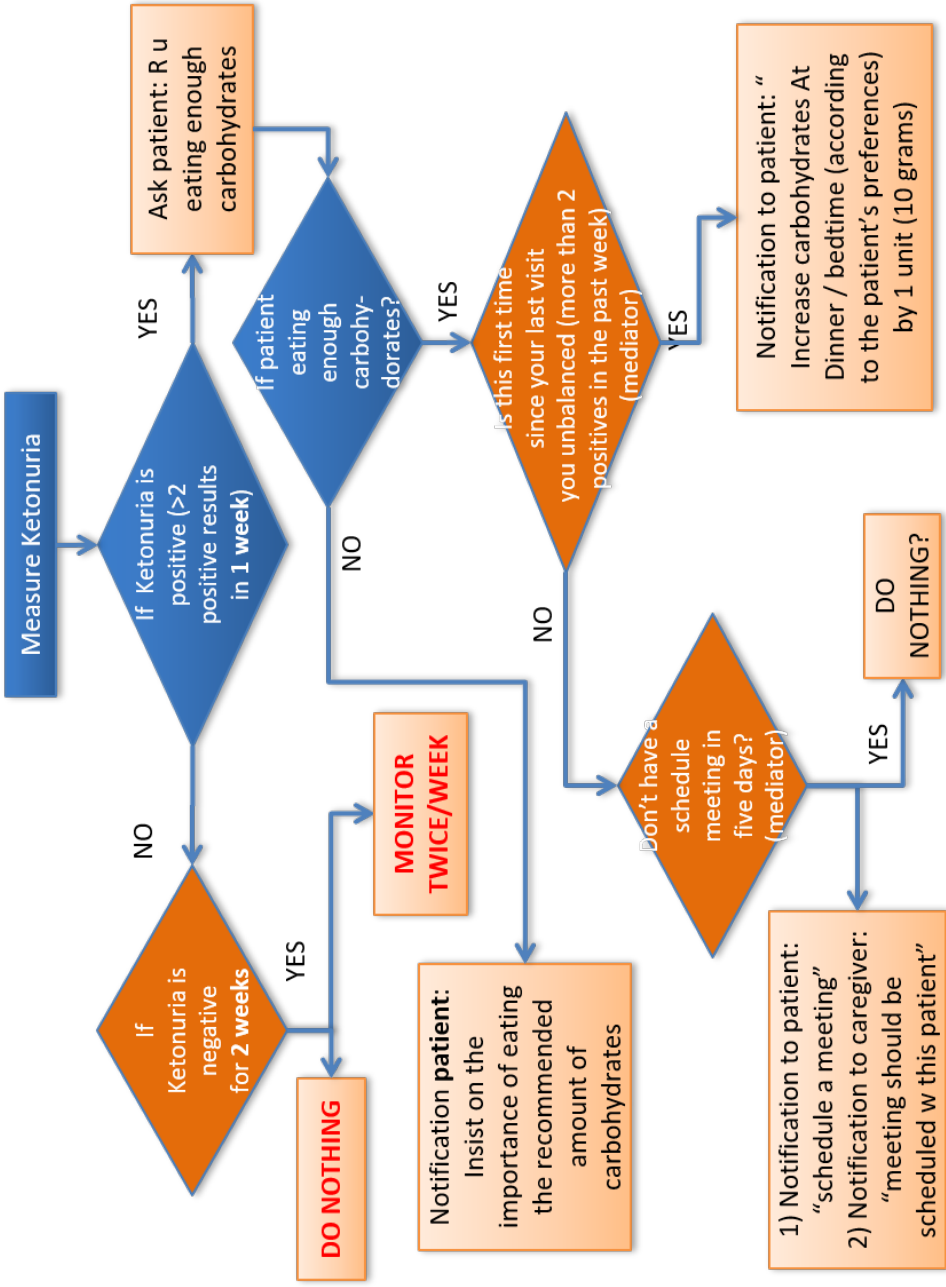 Measure Ketonuria
If Ketonuria is
positive (>2
positive results
in 1 week)
YES
Ask patient: R u
eating enough
carbohydrates
If patient
eating
enough
carbohy-
dorates?
YES
Is this first time
since your last visit
you unbalanced (more than 2
positives in the past week)
(mediator)
YES
Notification to patient: “
Increase carbohydrates At
Dinner / bedtime (according
to the patient’s preferences)
by 1 unit (10 grams)
NO
NO
Don’t have a
schedule
meeting in
five days?
(mediator)
YES
DO
NOTHING?
1) Notification to patient:
“schedule a meeting”
2) Notification to caregiver:
“meeting should be
scheduled w this patient”
NO
If
Ketonuria is
negative
for 2 weeks
YES
MONITOR
TWICE/WEEK
DO NOTHING
Notification patient:
Insist on the
importance of eating
the recommended
amount of
carbohydrates